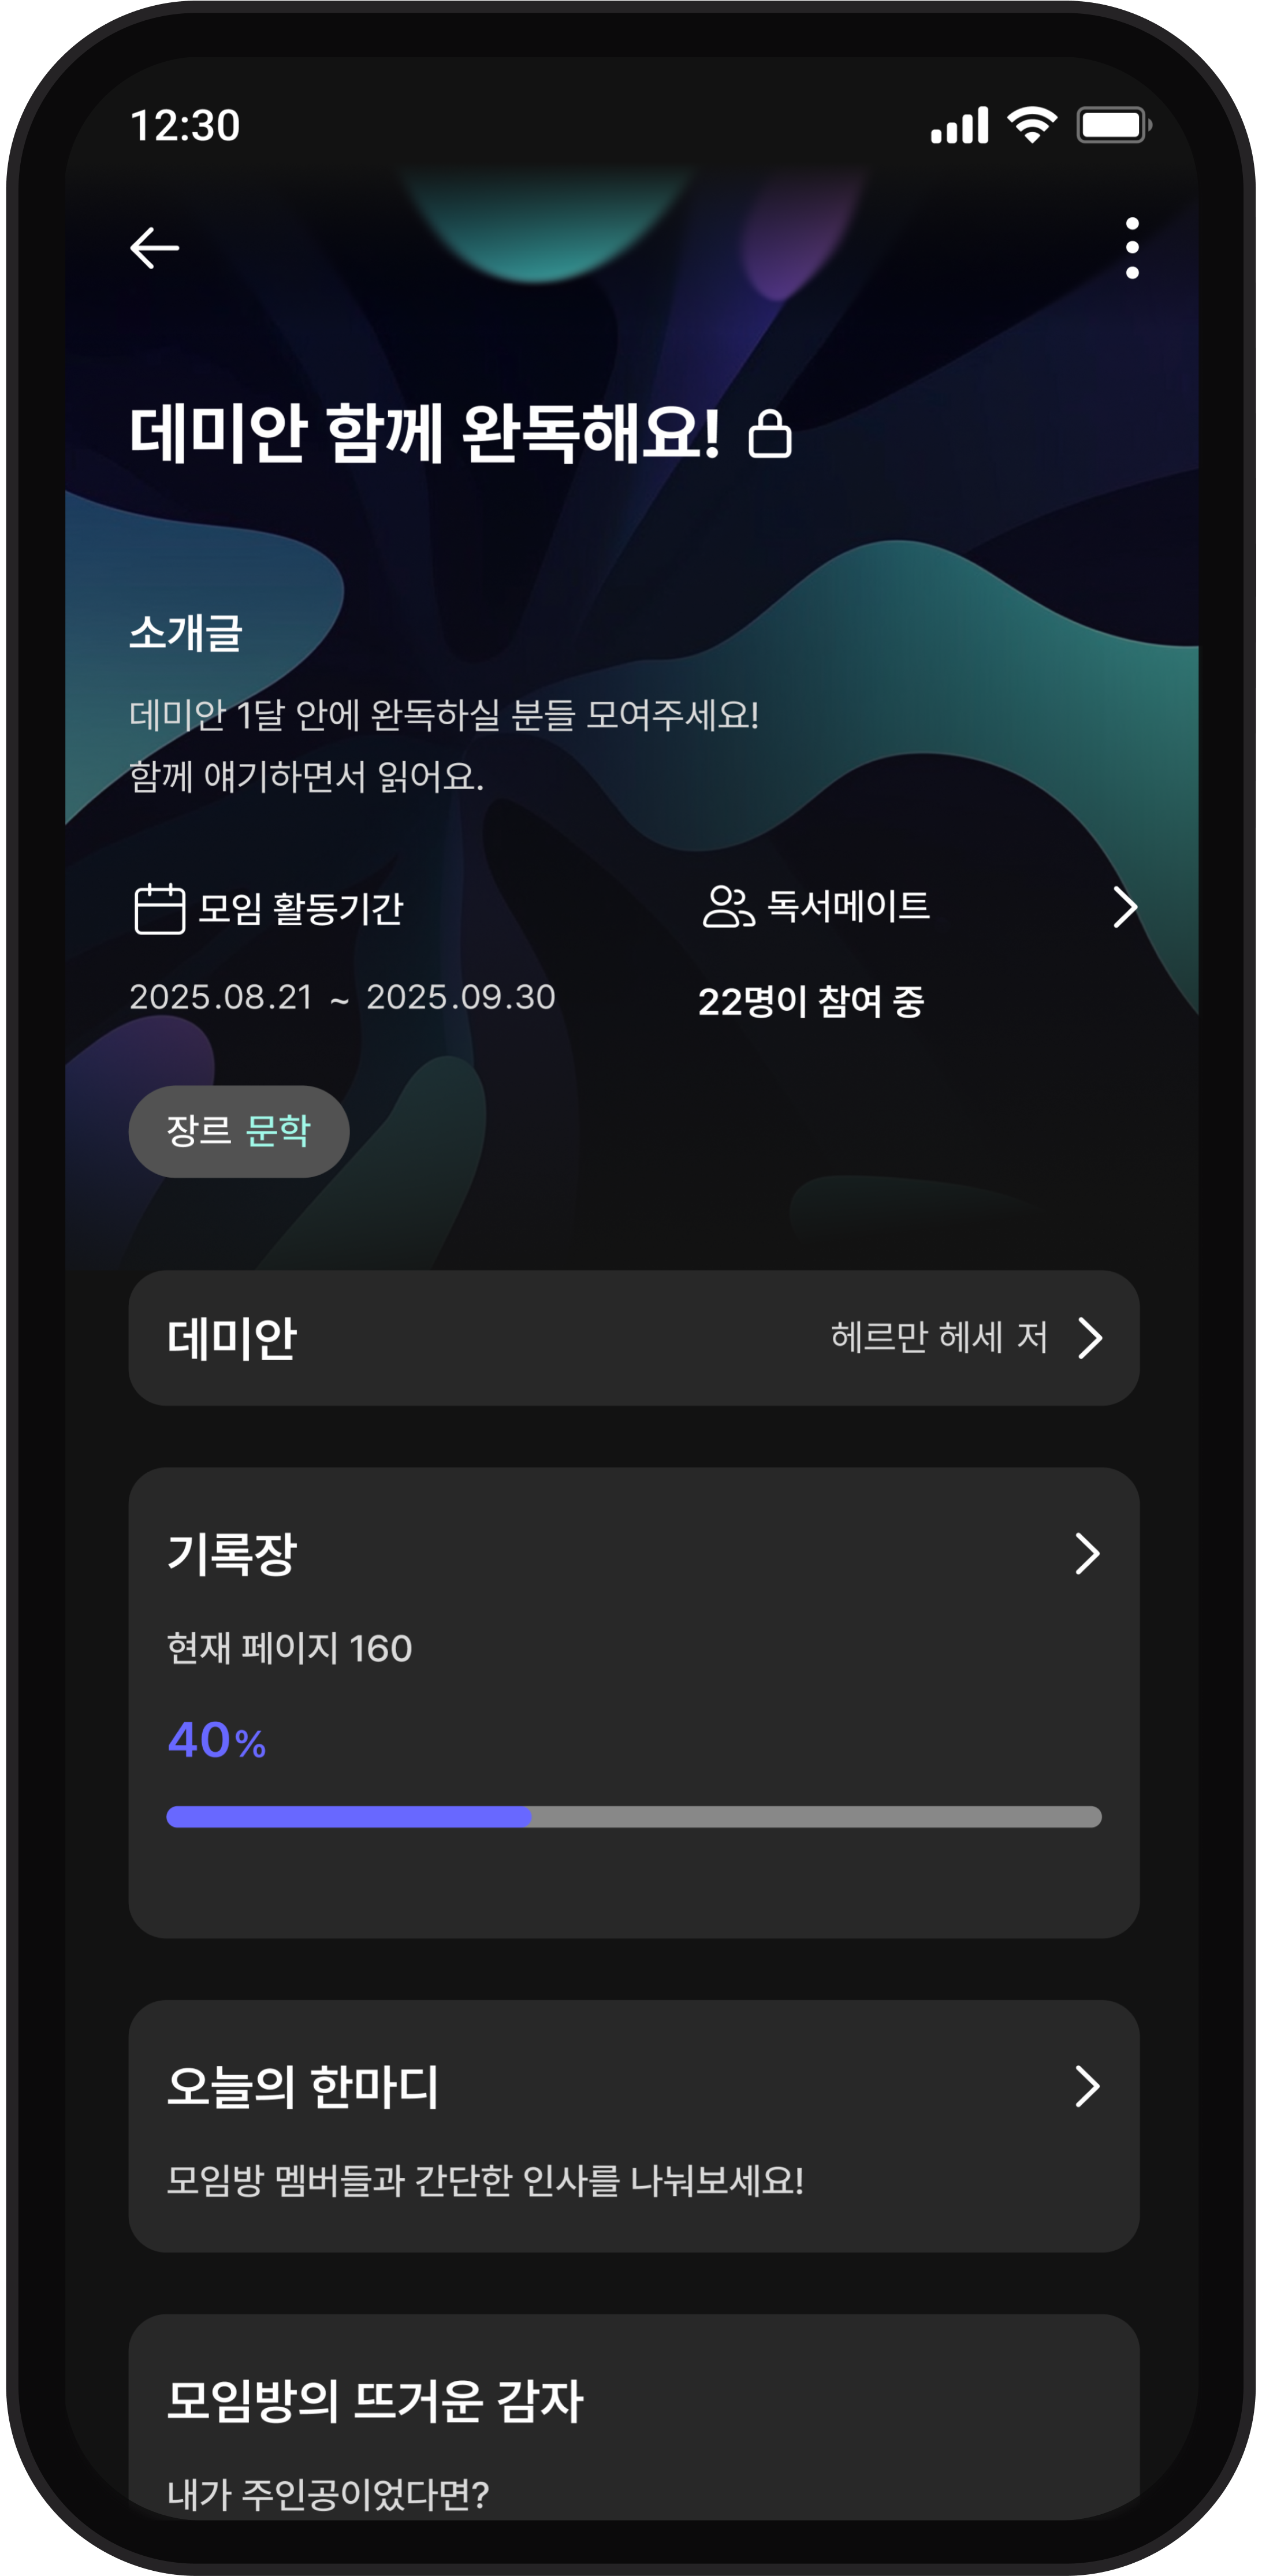 12:30
데미안 함께 완독해요!
소개글
데미안 1달 안에 완독하실 분들 모여주세요!
함께 얘기하면서 읽어요.
모임 활동기간
2025.08.21 ~ 2025.09.30
독서메이트
22명이 참여 중
장르 문학
데미안 헤르만 헤세 저
기록장
현재 페이지 160
40%
오늘의 한마디
모임방 멤버들과 간단한 인사를 나눠보세요!
모임방의 뜨거운 감자
내가 주인공이었다면?